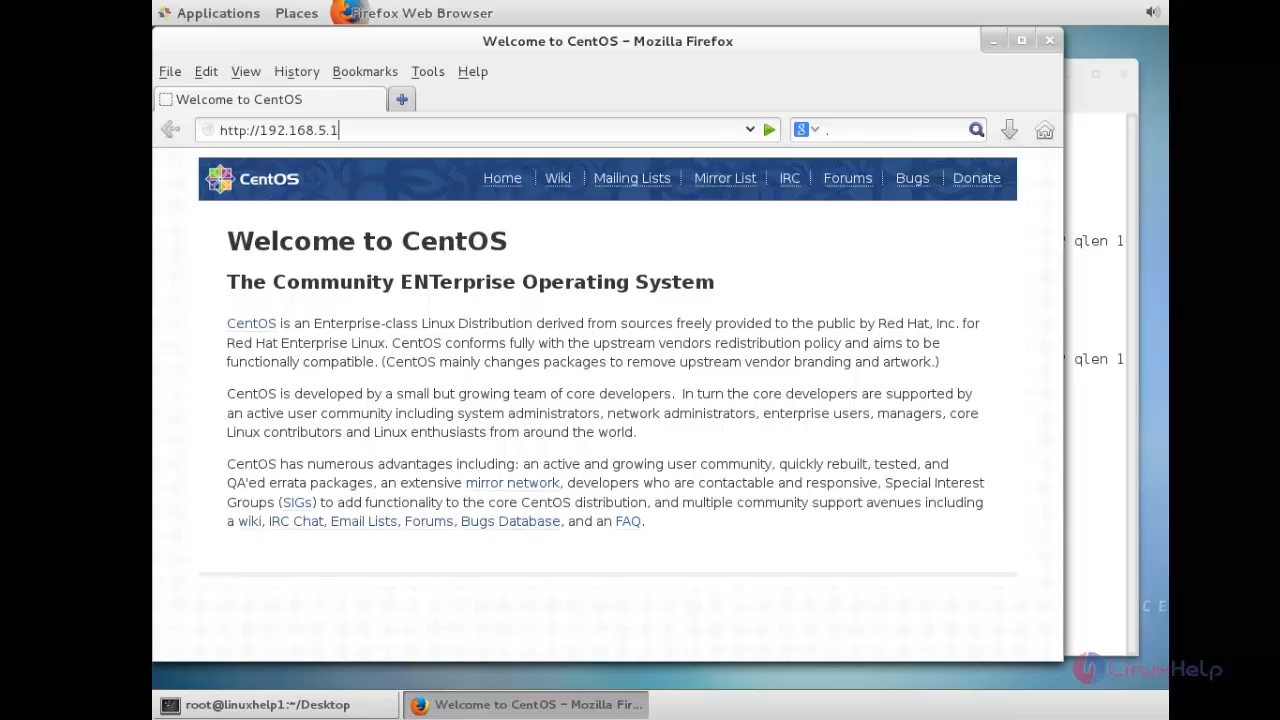 Applications Places Firefox Web Browser
Welcome to CentOS - Mozilla Firefox
File Edit View History Bookmarks Tools Help
Welcome to CentOS
http://192.168.5.1
.
CentOS Home Wiki Mailing Lists Mirror List IRC Forums Bugs Donate
Welcome to CentOS
qlen 1
The Community ENTerprise Operating System
CentOS is an Enterprise-class Linux Distribution derived from sources freely provided to the public by Red Hat, Inc. for
Red Hat Enterprise Linux. CentOS conforms fully with the upstream vendors redistribution policy and aims to be
qlen 1
functionally compatible. (CentOS mainly changes packages to remove upstream vendor branding and artwork.)
CentOS is developed by a small but growing team of core developers. In turn the core developers are supported by
an active user community including system administrators, network administrators, enterprise users, managers, core
Linux contributors and Linux enthusiasts from around the world.
CentOS has numerous advantages including: an active and growing user community, quickly rebuilt, tested, and
QA'ed errata packages, an extensive mirror network, developers who are contactable and responsive, Special Interest
Groups (SIGs) to add functionality to the core CentOS distribution, and multiple community support avenues including
a wiki, IRC Chat, Email Lists, Forums, Bugs Database, and an FAQ.
C E
LinuxHelp
root@linuxhelp1:~/Desktop
Welcome to CentOS - Mozilla Fir...